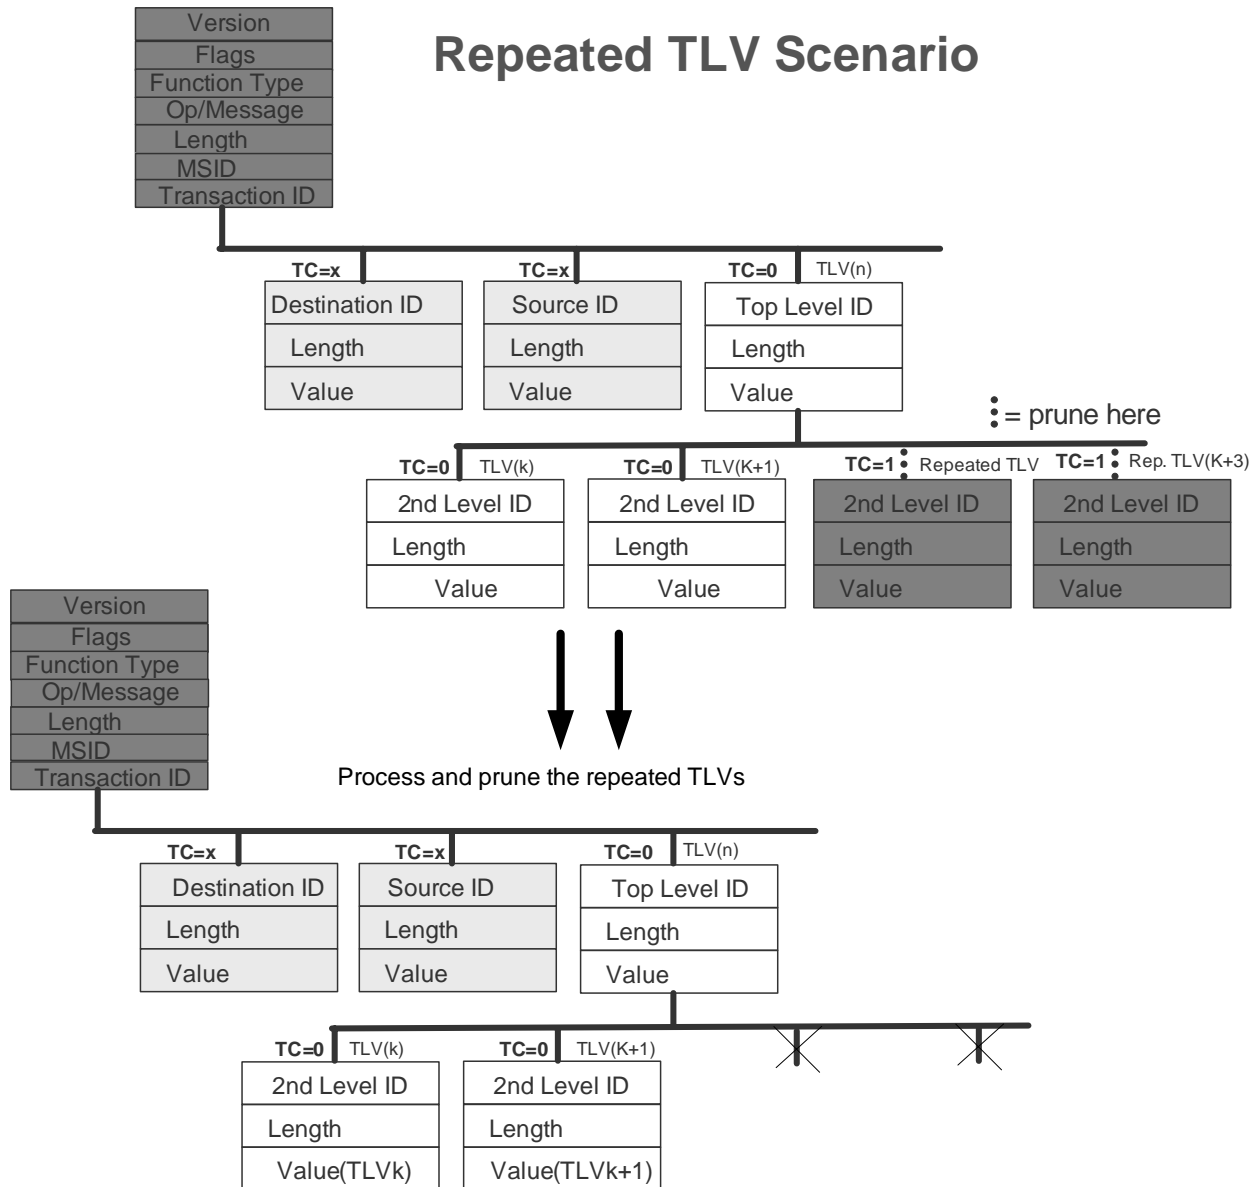 Repeated TLV Scenario
Version
Flags
Function Type
Op/Message
Length
MSID
Transaction ID
TC=x
TC=x
TC=0 TLV(n)
Destination ID
Length
Value
Source ID
Length
Value
Top Level ID
Length
Value
= prune here
TC=0 TLV(k)
TC=0 TLV(K+1)
TC=1 Repeated TLV
TC=1 Rep. TLV(K+3)
2nd Level ID
Length
Value
2nd Level ID
Length
Value
2nd Level ID
Length
Value
2nd Level ID
Length
Value
Process and prune the repeated TLVs
Version
Flags
Function Type
Op/Message
Length
MSID
Transaction ID
TC=x
TC=x
TC=0 TLV(n)
Destination ID
Length
Value
Source ID
Length
Value
Top Level ID
Length
Value
TC=0 TLV(k)
TC=0 TLV(K+1)
2nd Level ID
Length
Value(TLVk)
2nd Level ID
Length
Value(TLVk+1)